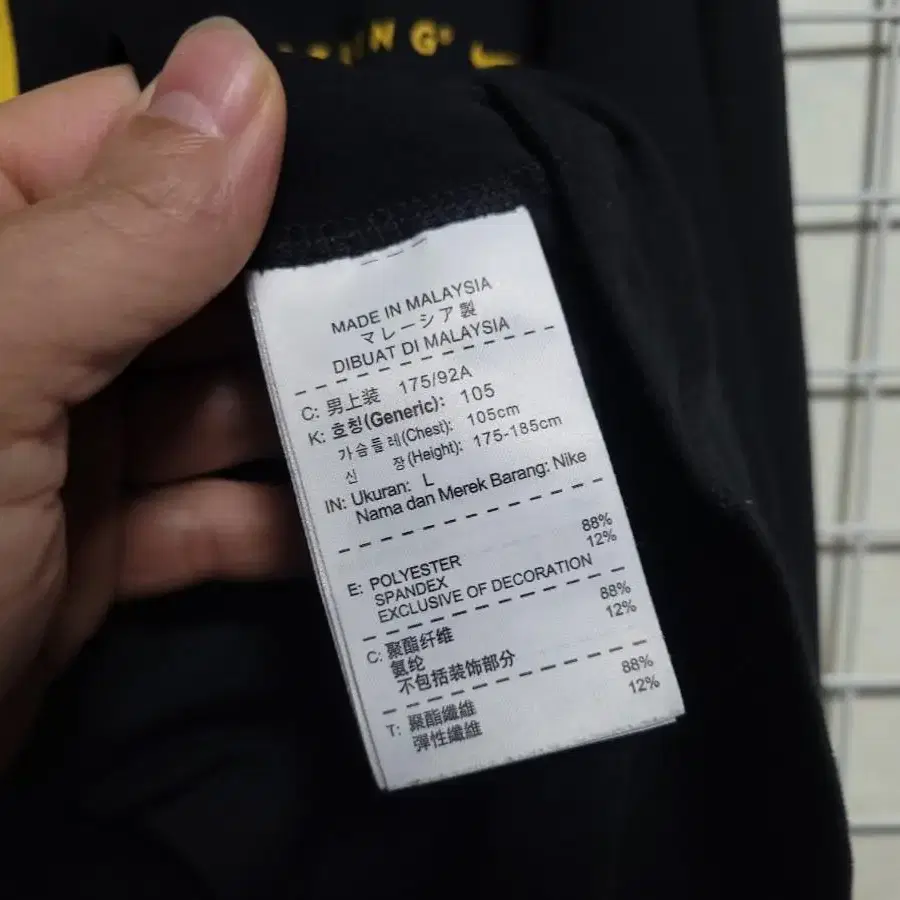 NG
MADE IN MALAYSIA
マレーシア製
DIBUAT DI MALAYSIA
C: 男上装 175/92A
K: 호칭(Generic): 105
가슴둘레(Chest): 105cm
신 장(Height): 175-185cm
IN: Ukuran: L
Nama dan Merek Barang: Nike
E: POLYESTER 88%
SPANDEX 12%
EXCLUSIVE OF DECORATION
C: 聚酯纤维 88%
氨纶 12%
不包括装饰部分
T: 聚酯纖維 88%
彈性纖維 12%